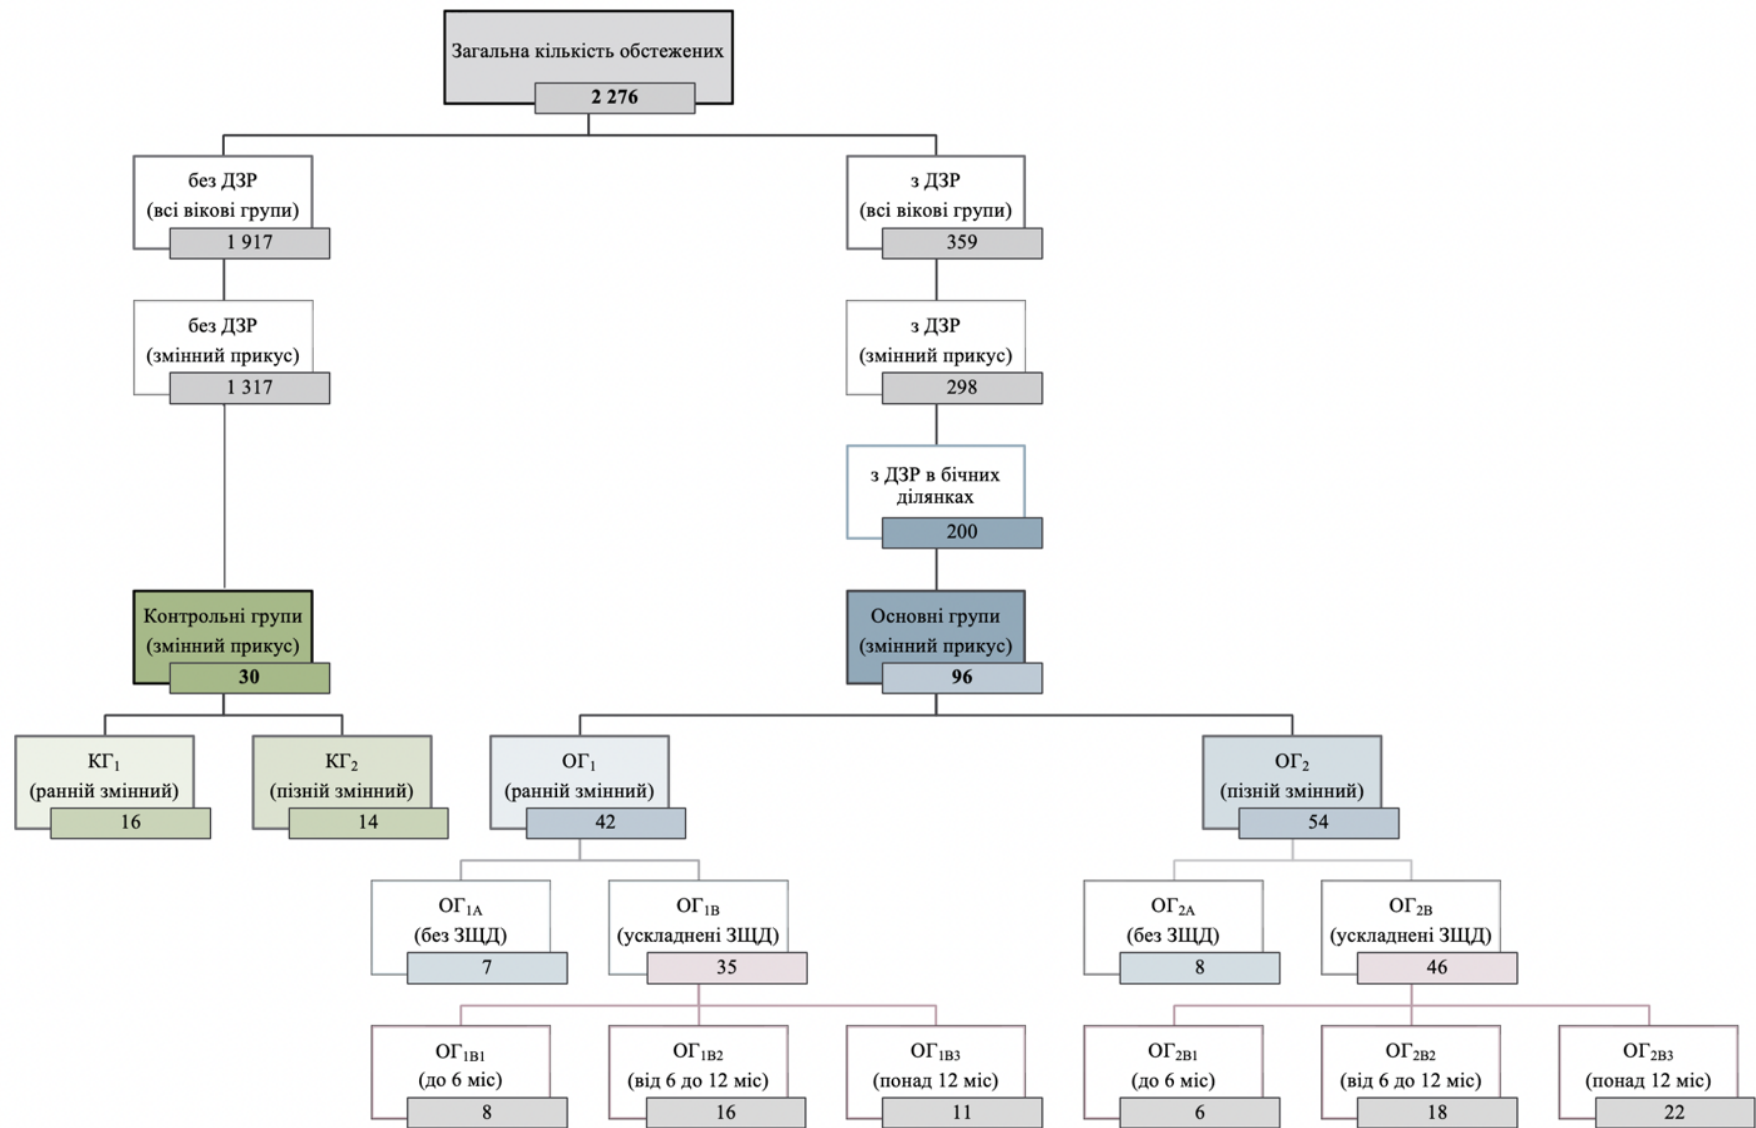 Загальна кількість обстежених
2 276
без ДЗР
(всі вікові групи)
1 917
з ДЗР
(всі вікові групи)
359
без ДЗР
(змінний прикус)
1 317
з ДЗР
(змінний прикус)
298
з ДЗР в бічних
ділянках
200
Контрольні групи
(змінний прикус)
30
Основні групи
(змінний прикус)
96
КГ₁
(ранній змінний)
16
КГ₂
(пізній змінний)
14
ОГ₁
(ранній змінний)
42
ОГ₂
(пізній змінний)
54
ОГ1А
(без ЗЩД)
7
ОГ1В
(ускладнені ЗЩД)
35
ОГ2А
(без ЗЩД)
8
ОГ2В
(ускладнені ЗЩД)
46
ОГ1В1
(до 6 міс)
8
ОГ1В2
(від 6 до 12 міс)
16
ОГ1В3
(понад 12 міс)
11
ОГ2В1
(до 6 міс)
6
ОГ2В2
(від 6 до 12 міс)
18
ОГ2В3
(понад 12 міс)
22